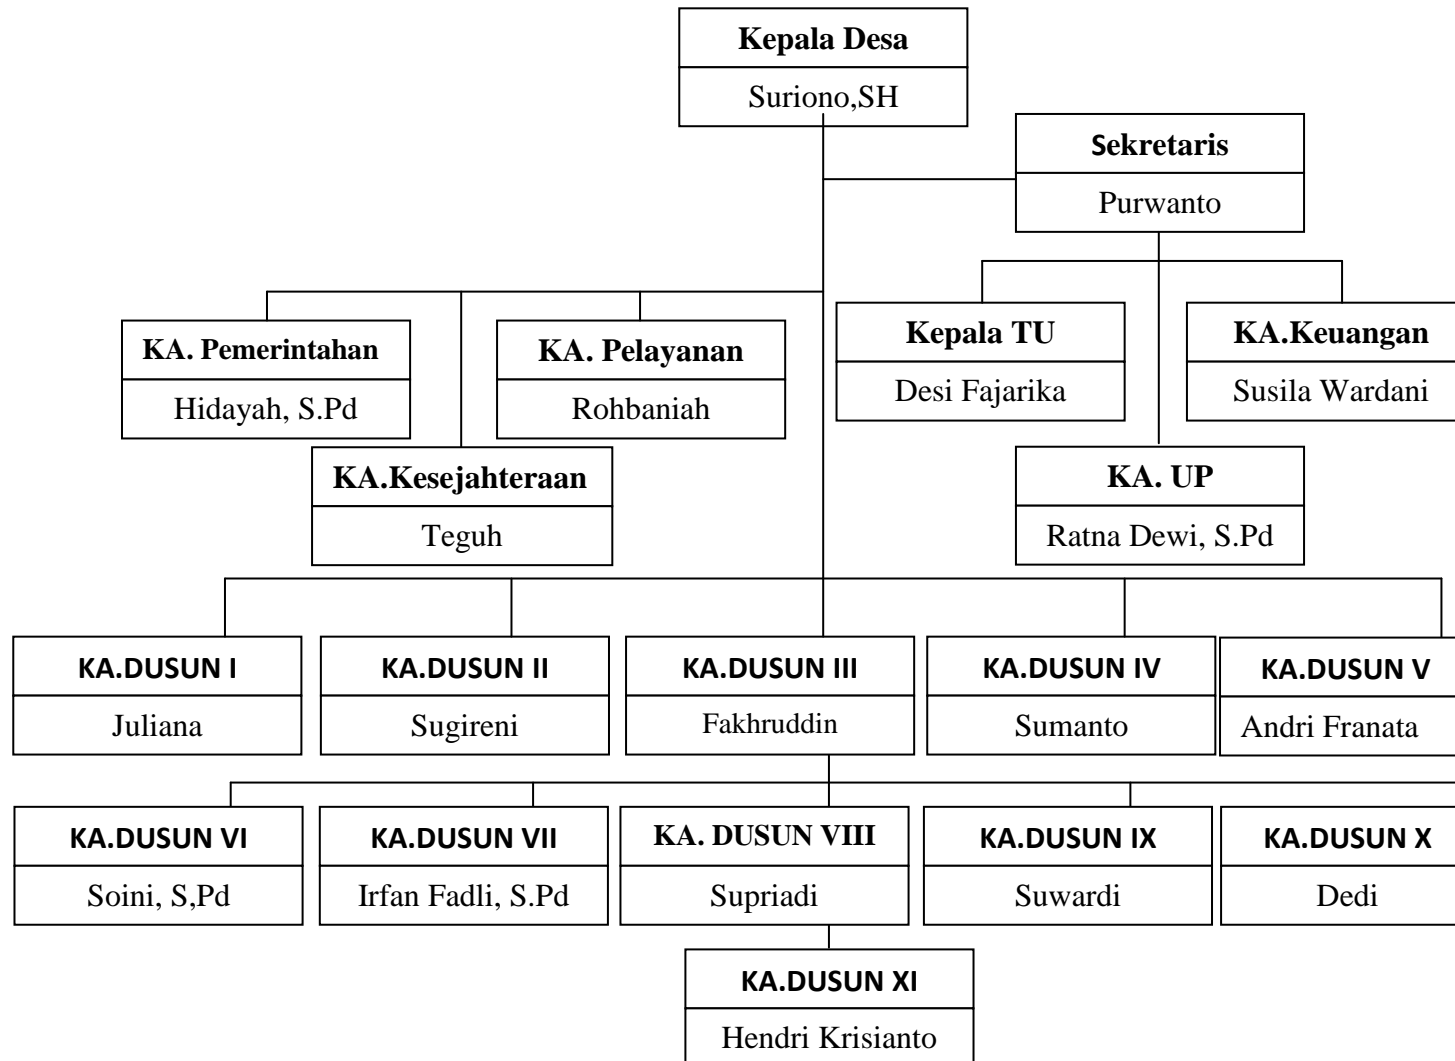 Kepala Desa
Suriono,SH
Sekretaris
Purwanto
KA. Pemerintahan
Hidayah, S.Pd
KA. Pelayanan
Rohbaniah
Kepala TU
Desi Fajarika
KA.Keuangan
Susila Wardani
KA.Kesejahteraan
Teguh
KA. UP
Ratna Dewi, S.Pd
KA.DUSUN I
Juliana
KA.DUSUN II
Sugireni
KA.DUSUN III
Fakhruddin
KA.DUSUN IV
Sumanto
KA.DUSUN V
Andri Franata
KA.DUSUN VI
Soini, S,Pd
KA.DUSUN VII
Irfan Fadli, S.Pd
KA. DUSUN VIII
Supriadi
KA.DUSUN IX
Suwardi
KA.DUSUN X
Dedi
KA.DUSUN XI
Hendri Krisianto